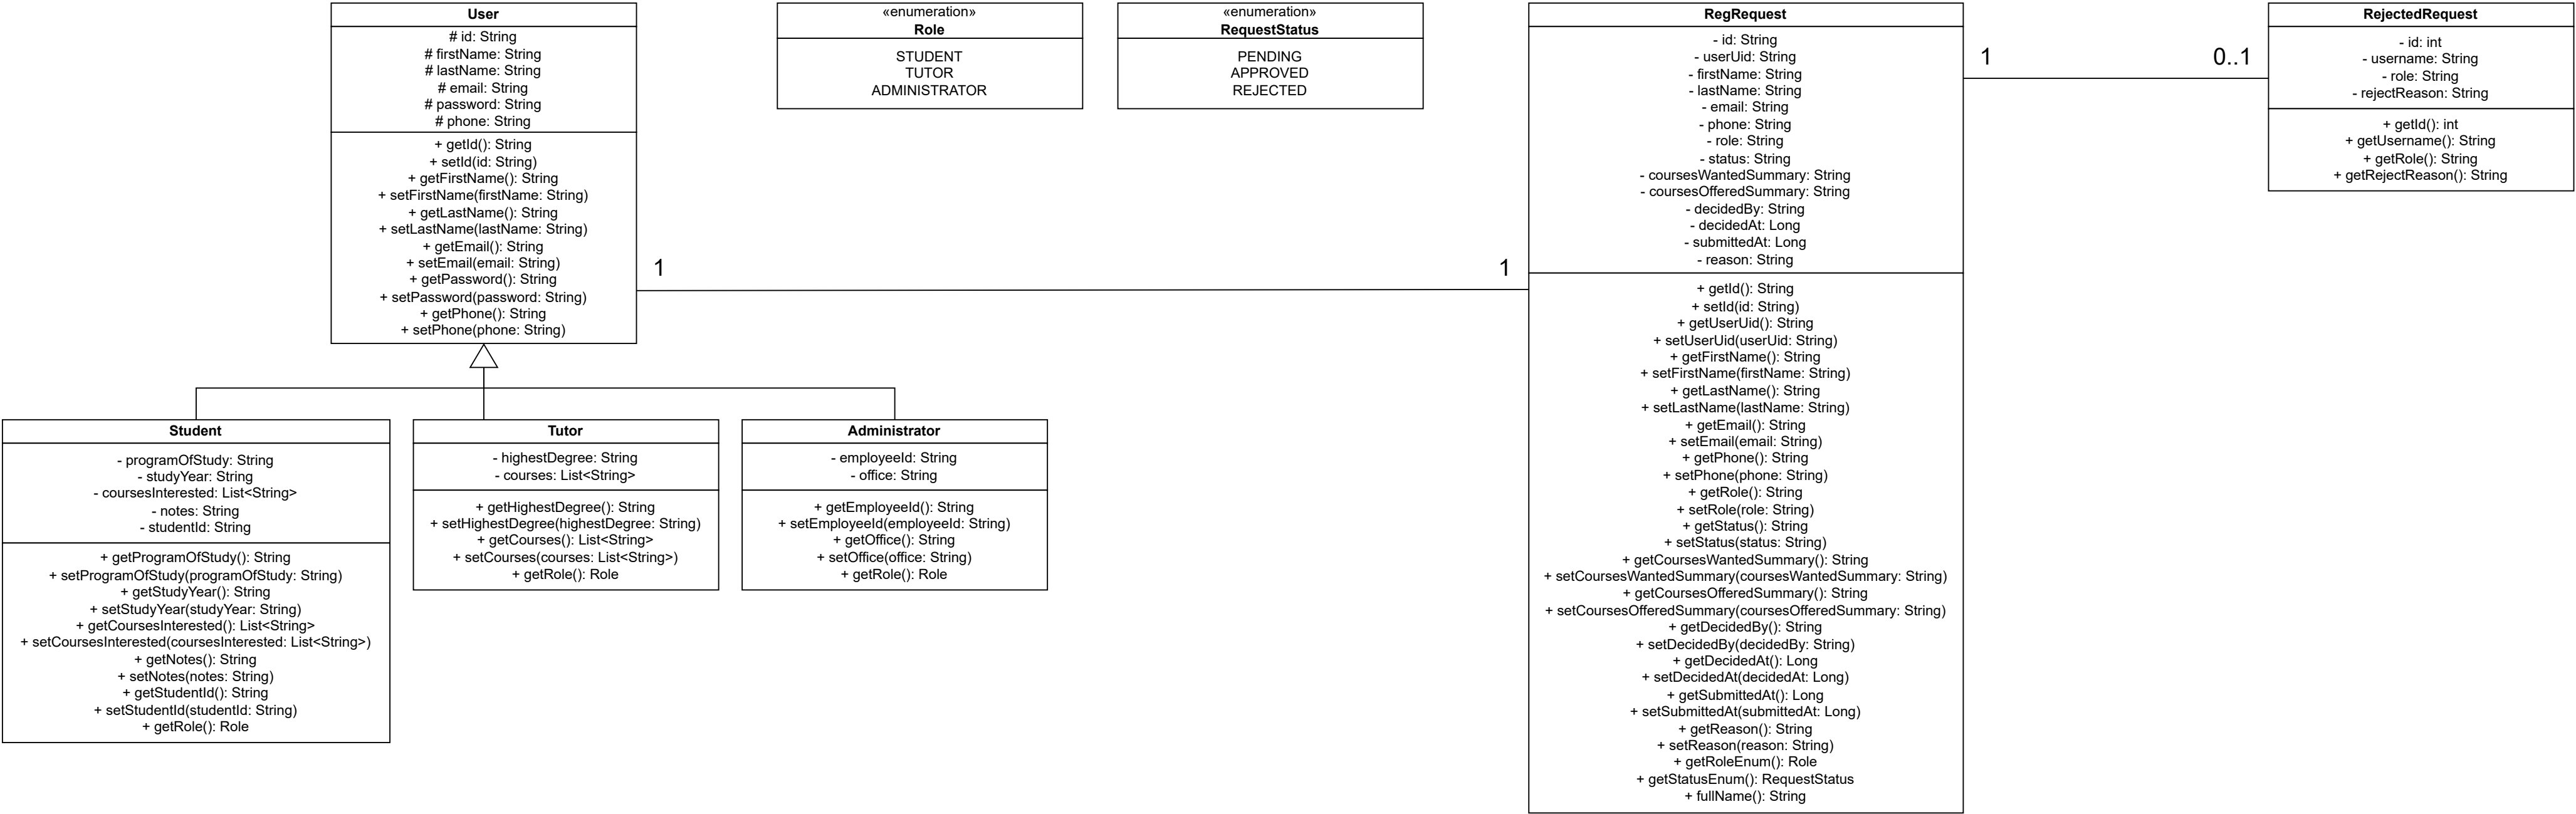 User
# id: String
# firstName: String
# lastName: String
# email: String
# password: String
# phone: String
+ getId(): String
+ setId(id: String)
+ getFirstName(): String
+ setFirstName(firstName: String)
+ getLastName(): String
+ setLastName(lastName: String)
+ getEmail(): String
+ setEmail(email: String)
+ getPassword(): String
+ setPassword(password: String)
+ getPhone(): String
+ setPhone(phone: String)
«enumeration»
Role
STUDENT
TUTOR
ADMINISTRATOR
«enumeration»
RequestStatus
PENDING
APPROVED
REJECTED
1
1
RegRequest
- id: String
- userUid: String
- firstName: String
- lastName: String
- email: String
- phone: String
- role: String
- status: String
- coursesWantedSummary: String
- coursesOfferedSummary: String
- decidedBy: String
- decidedAt: Long
- submittedAt: Long
- reason: String
+ getId(): String
+ setId(id: String)
+ getUserUid(): String
+ setUserUid(userUid: String)
+ getFirstName(): String
+ setFirstName(firstName: String)
+ getLastName(): String
+ setLastName(lastName: String)
+ getEmail(): String
+ setEmail(email: String)
+ getPhone(): String
+ setPhone(phone: String)
+ getRole(): String
+ setRole(role: String)
+ getStatus(): String
+ setStatus(status: String)
+ getCoursesWantedSummary(): String
+ setCoursesWantedSummary(coursesWantedSummary: String)
+ getCoursesOfferedSummary(): String
+ setCoursesOfferedSummary(coursesOfferedSummary: String)
+ getDecidedBy(): String
+ setDecidedBy(decidedBy: String)
+ getDecidedAt(): Long
+ setDecidedAt(decidedAt: Long)
+ getSubmittedAt(): Long
+ setSubmittedAt(submittedAt: Long)
+ getReason(): String
+ setReason(reason: String)
+ getRoleEnum(): Role
+ getStatusEnum(): RequestStatus
+ fullName(): String
1
0..1
RejectedRequest
- id: int
- username: String
- role: String
- rejectReason: String
+ getId(): int
+ getUsername(): String
+ getRole(): String
+ getRejectReason(): String
Student
- programOfStudy: String
- studyYear: String
- coursesInterested: List<String>
- notes: String
- studentId: String
+ getProgramOfStudy(): String
+ setProgramOfStudy(programOfStudy: String)
+ getStudyYear(): String
+ setStudyYear(studyYear: String)
+ getCoursesInterested(): List<String>
+ setCoursesInterested(coursesInterested: List<String>)
+ getNotes(): String
+ setNotes(notes: String)
+ getStudentId(): String
+ setStudentId(studentId: String)
+ getRole(): Role
Tutor
- highestDegree: String
- courses: List<String>
+ getHighestDegree(): String
+ setHighestDegree(highestDegree: String)
+ getCourses(): List<String>
+ setCourses(courses: List<String>)
+ getRole(): Role
Administrator
- employeeId: String
- office: String
+ getEmployeeId(): String
+ setEmployeeId(employeeId: String)
+ getOffice(): String
+ setOffice(office: String)
+ getRole(): Role